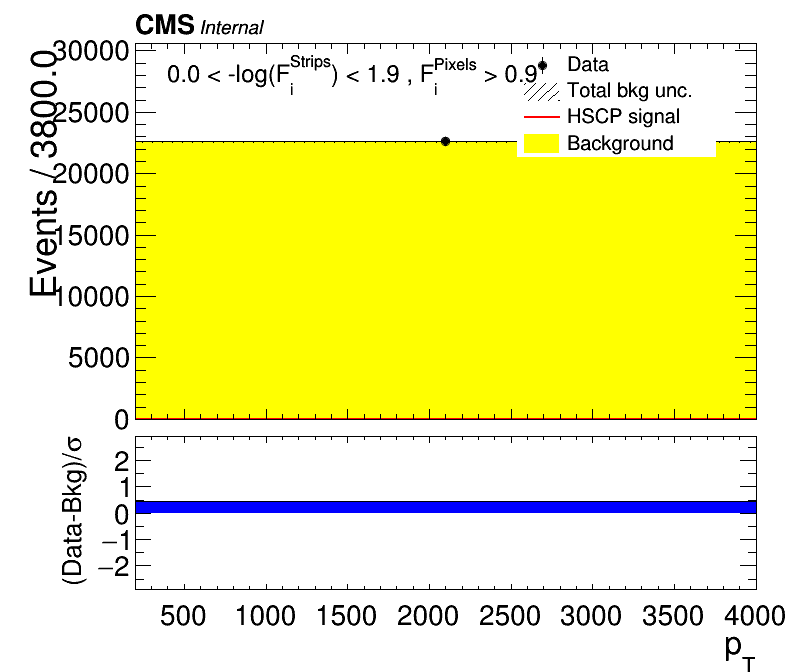 CMS Internal
30000
0.0 < -log(F_i^Strips) < 1.9 , F_i^Pixels > 0.9
Data
Total bkg unc.
HSCP signal
Background
Events / 3800.0
25000
20000
15000
10000
5000
0
(Data-Bkg)/σ
2
1
0
−1
−2
500 1000 1500 2000 2500 3000 3500 4000
p_T